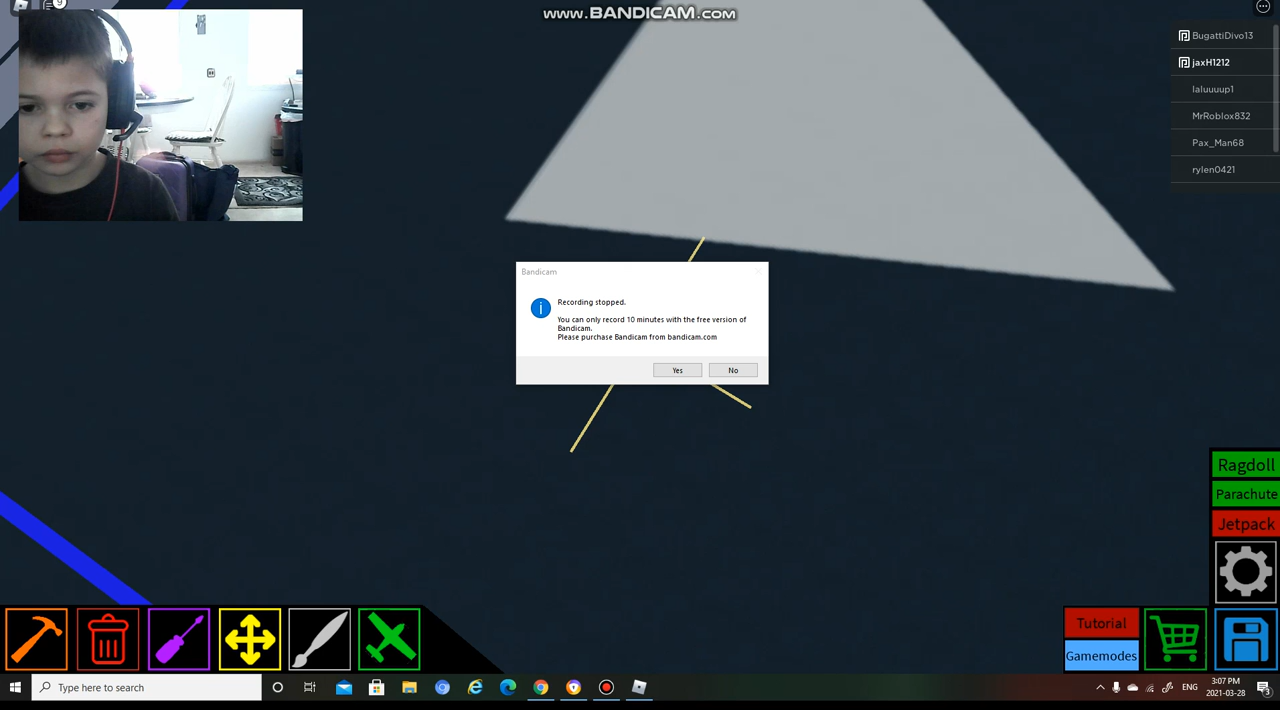 www.BANDICAM.com
9
BugattiDivo13
jaxH1212
laluuuup1
MrRoblox832
Pax_Man68
rylen0421
Bandicam
Recording stopped.
You can only record 10 minutes with the free version of
Bandicam.
Please purchase Bandicam from bandicam.com
Yes
No
Ragdoll
Parachute
Jetpack
Tutorial
Gamemodes
Type here to search
ENG
3:07 PM
2021-03-28
3